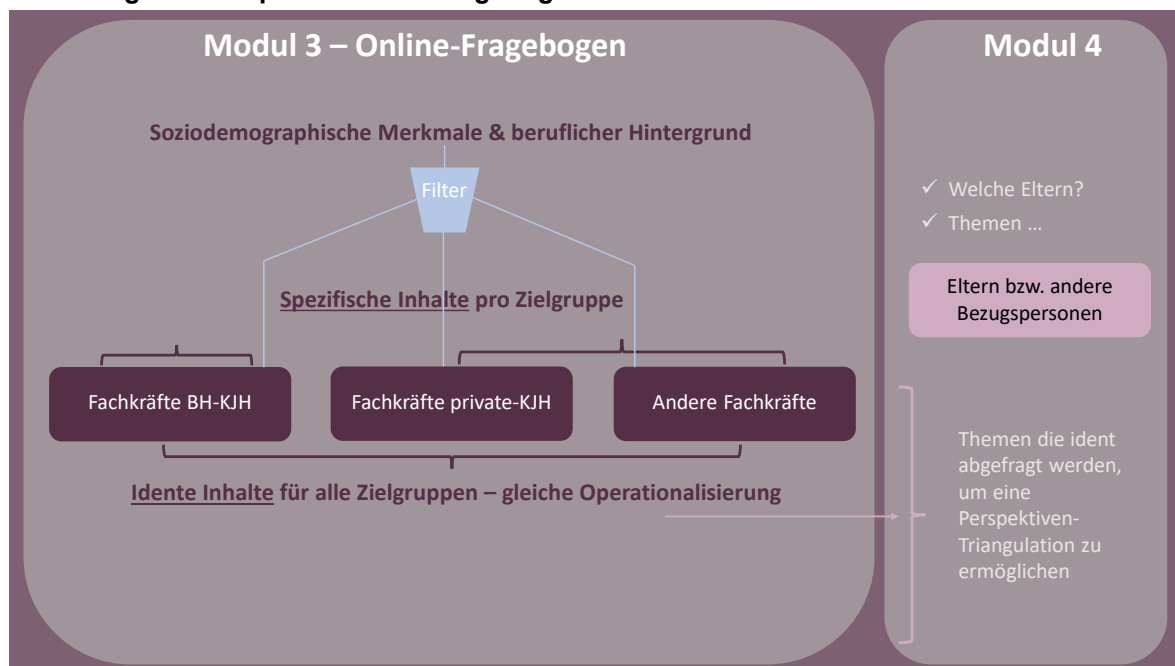 Modul 3 – Online-Fragebogen
Soziodemographische Merkmale & beruflicher Hintergrund
Filter
Spezifische Inhalte pro Zielgruppe
Fachkräfte BH-KJH
Fachkräfte private-KJH
Andere Fachkräfte
Idente Inhalte für alle Zielgruppen – gleiche Operationalisierung
Modul 4
✓ Welche Eltern?
✓ Themen ...
Eltern bzw. andere
Bezugspersonen
Themen die ident
abgefragt werden,
um eine
Perspektiven-
Triangulation zu
ermöglichen